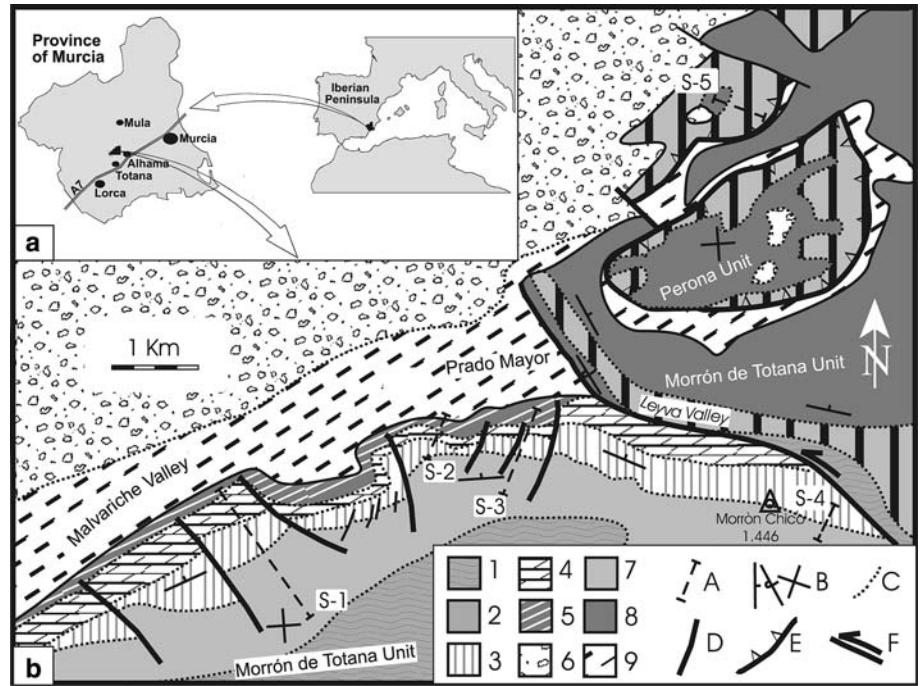 Province
of Murcia
Iberian
Peninsula
Mula
Murcia
Alhama
Totana
Lorca
A7
a
S-5
Perona Unit
1 Km
N
Prado Mayor
Morrón de Totana Unit
Leyva Valley
Malvariche Valley
S-2
S-3
S-4
Morròn Chico
1.446
S-1
Morrón de Totana Unit
b
1 4 7 A B C
2 5 8
3 6 9 D E F